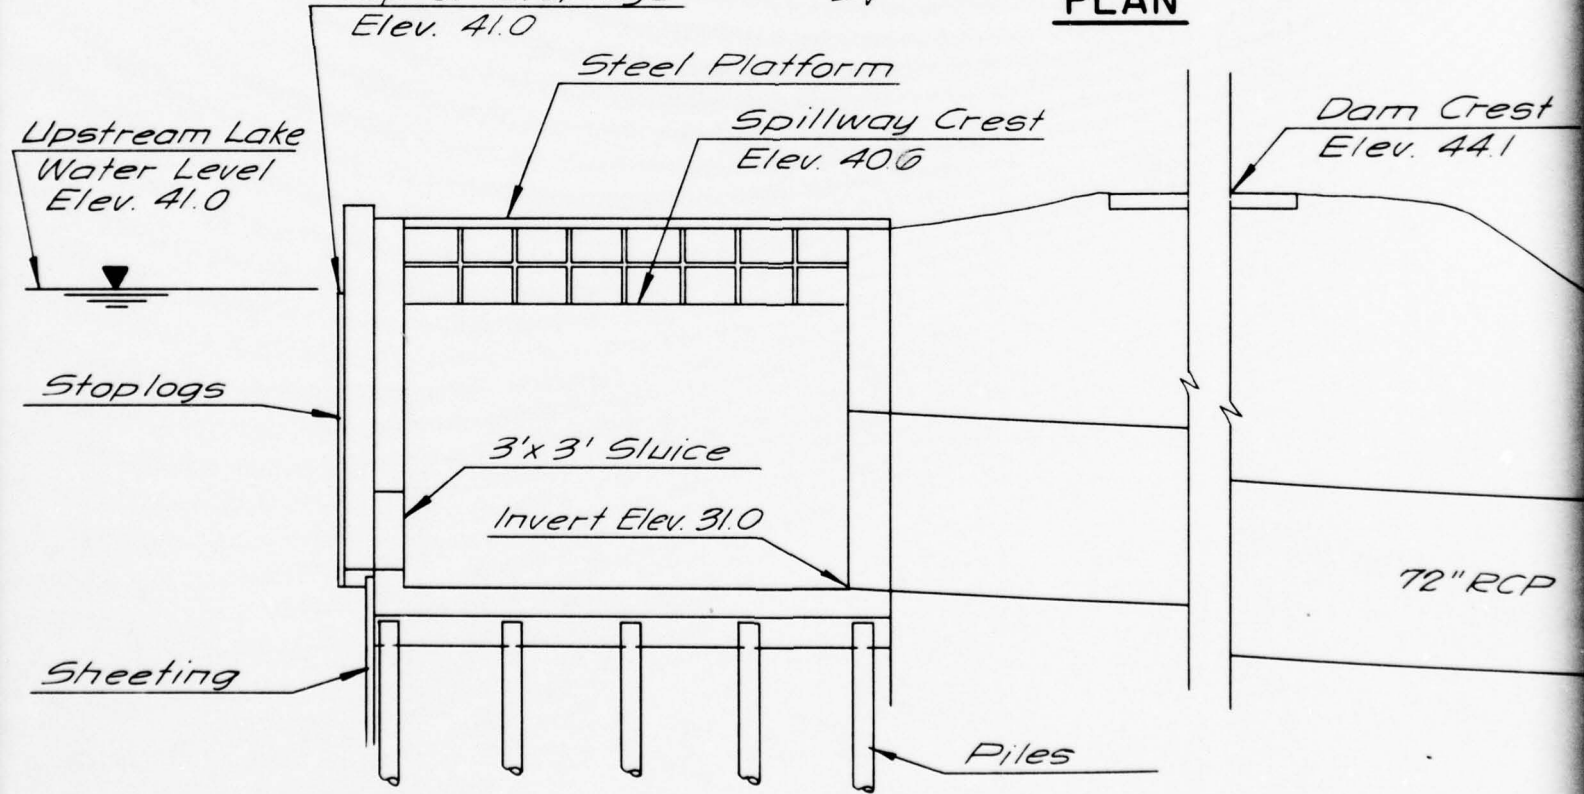 PLAN
Elev. 41.0
Steel Platform
Spillway Crest
Elev. 40.6
Dam Crest
Elev. 44.1
Upstream Lake
Water Level
Elev. 41.0
Stoplogs
3'x 3' Sluice
Invert Elev. 31.0
72" RCP
Sheeting
Piles